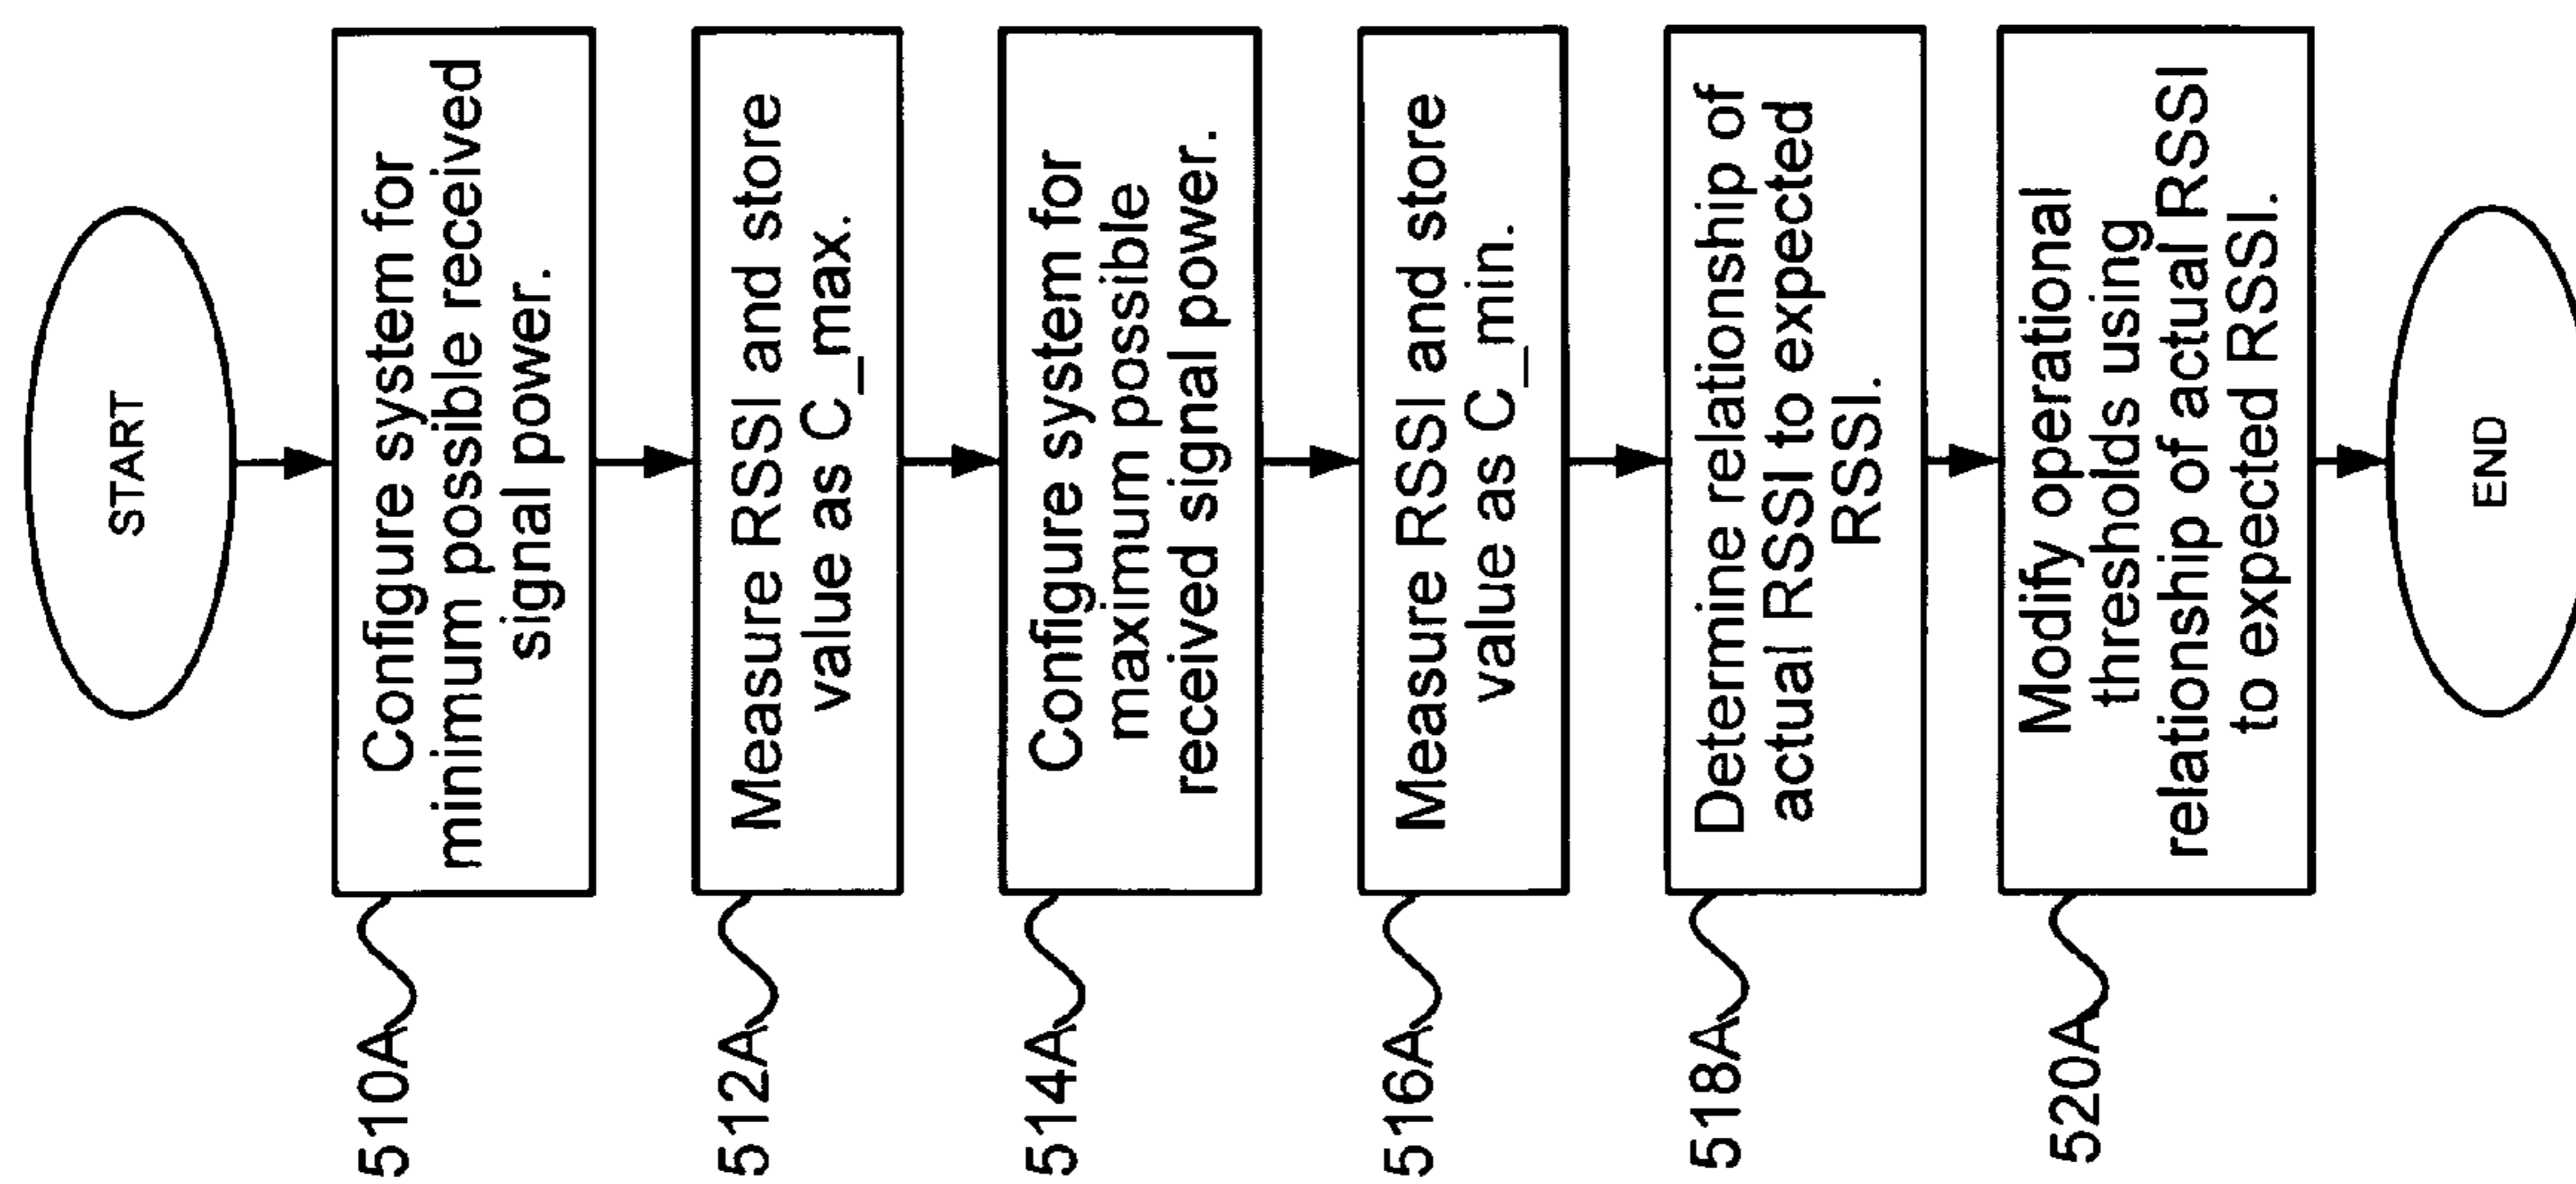 START
510A
Configure system for
minimum possible received
signal power.
512A
Measure RSSI and store
value as C_max.
514A
Configure system for
maximum possible
received signal power.
516A
Measure RSSI and store
value as C_min.
518A
Determine relationship of
actual RSSI to expected
RSSI.
520A
Modify operational
thresholds using
relationship of actual RSSI
to expected RSSI.
END